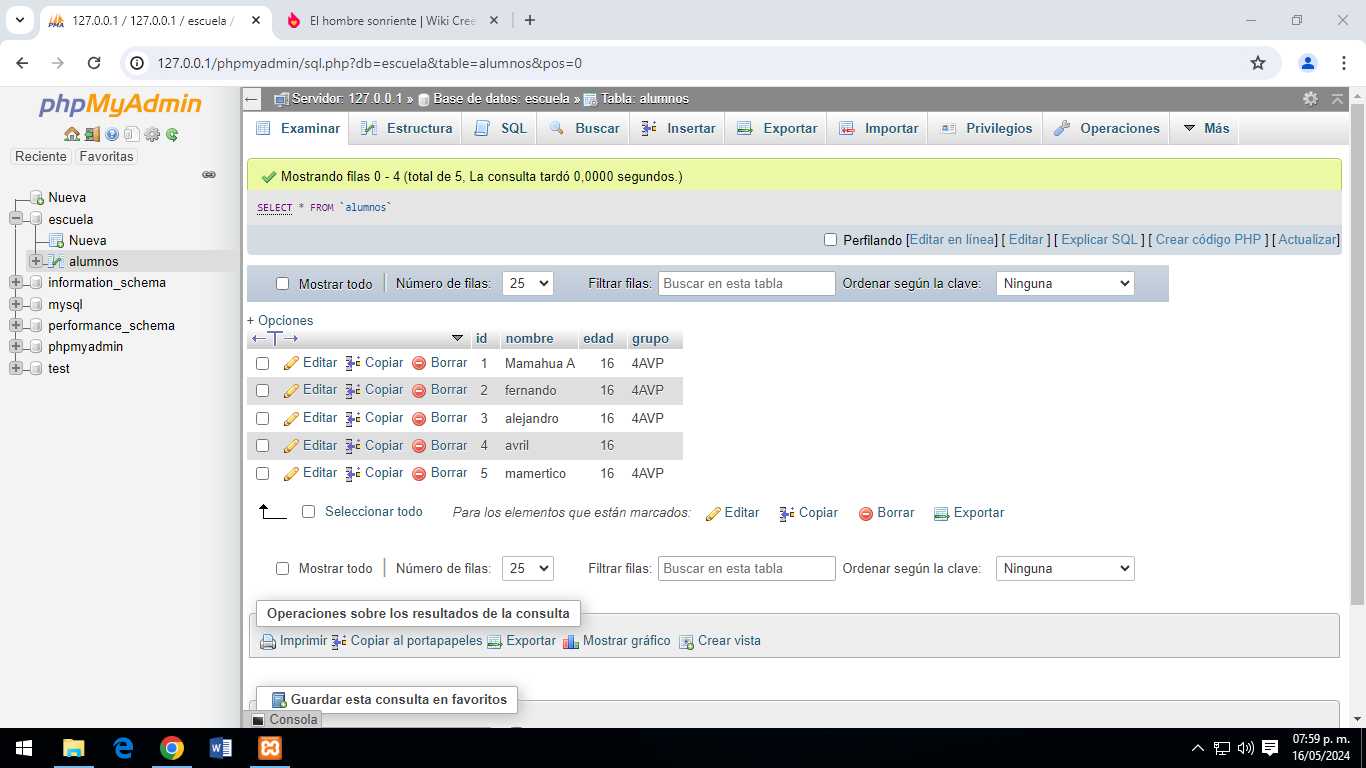 127.0.0.1 / 127.0.0.1 / escuela /
El hombre sonriente | Wiki Cree
127.0.0.1/phpmyadmin/sql.php?db=escuela&table=alumnos&pos=0
phpMyAdmin
Reciente Favoritas
Nueva
escuela
Nueva
alumnos
information_schema
mysql
performance_schema
phpmyadmin
test
Servidor: 127.0.0.1 » Base de datos: escuela » Tabla: alumnos
Examinar Estructura SQL Buscar Insertar Exportar Importar Privilegios Operaciones Más
Mostrando filas 0 - 4 (total de 5, La consulta tardó 0,0000 segundos.)
SELECT * FROM `alumnos`
Perfilando [Editar en línea] [ Editar ] [ Explicar SQL ] [ Crear código PHP ] [ Actualizar]
Mostrar todo | Número de filas: 25 Filtrar filas: Buscar en esta tabla Ordenar según la clave: Ninguna
+ Opciones
id nombre edad grupo
Editar Copiar Borrar 1 Mamahua A 16 4AVP
Editar Copiar Borrar 2 fernando 16 4AVP
Editar Copiar Borrar 3 alejandro 16 4AVP
Editar Copiar Borrar 4 avril 16
Editar Copiar Borrar 5 mamertico 16 4AVP
Seleccionar todo Para los elementos que están marcados: Editar Copiar Borrar Exportar
Mostrar todo | Número de filas: 25 Filtrar filas: Buscar en esta tabla Ordenar según la clave: Ninguna
Operaciones sobre los resultados de la consulta
Imprimir Copiar al portapapeles Exportar Mostrar gráfico Crear vista
Guardar esta consulta en favoritos
Consola
07:59 p. m.
16/05/2024